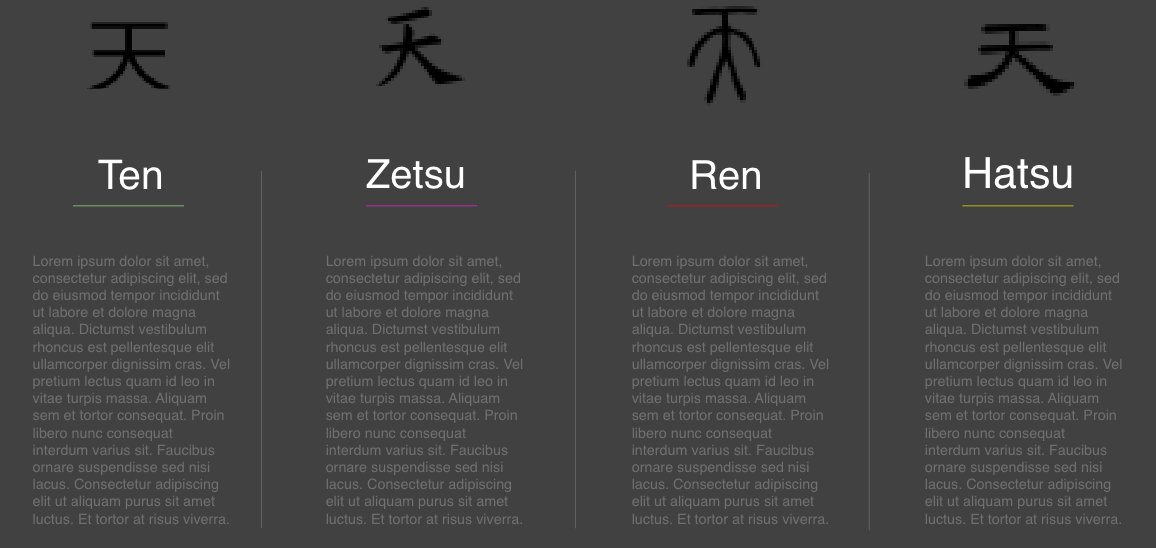 天
天
天
天
Ten
Zetsu
Ren
Hatsu
Lorem ipsum dolor sit amet,
consectetur adipiscing elit, sed
do eiusmod tempor incididunt
ut labore et dolore magna
aliqua. Dictumst vestibulum
rhoncus est pellentesque elit
ullamcorper dignissim cras. Vel
pretium lectus quam id leo in
vitae turpis massa. Aliquam
sem et tortor consequat. Proin
libero nunc consequat
interdum varius sit. Faucibus
ornare suspendisse sed nisi
lacus. Consectetur adipiscing
elit ut aliquam purus sit amet
luctus. Et tortor at risus viverra.
Lorem ipsum dolor sit amet,
consectetur adipiscing elit, sed
do eiusmod tempor incididunt
ut labore et dolore magna
aliqua. Dictumst vestibulum
rhoncus est pellentesque elit
ullamcorper dignissim cras. Vel
pretium lectus quam id leo in
vitae turpis massa. Aliquam
sem et tortor consequat. Proin
libero nunc consequat
interdum varius sit. Faucibus
ornare suspendisse sed nisi
lacus. Consectetur adipiscing
elit ut aliquam purus sit amet
luctus. Et tortor at risus viverra.
Lorem ipsum dolor sit amet,
consectetur adipiscing elit, sed
do eiusmod tempor incididunt
ut labore et dolore magna
aliqua. Dictumst vestibulum
rhoncus est pellentesque elit
ullamcorper dignissim cras. Vel
pretium lectus quam id leo in
vitae turpis massa. Aliquam
sem et tortor consequat. Proin
libero nunc consequat
interdum varius sit. Faucibus
ornare suspendisse sed nisi
lacus. Consectetur adipiscing
elit ut aliquam purus sit amet
luctus. Et tortor at risus viverra.
Lorem ipsum dolor sit amet,
consectetur adipiscing elit, sed
do eiusmod tempor incididunt
ut labore et dolore magna
aliqua. Dictumst vestibulum
rhoncus est pellentesque elit
ullamcorper dignissim cras. Vel
pretium lectus quam id leo in
vitae turpis massa. Aliquam
sem et tortor consequat. Proin
libero nunc consequat
interdum varius sit. Faucibus
ornare suspendisse sed nisi
lacus. Consectetur adipiscing
elit ut aliquam purus sit amet
luctus. Et tortor at risus viverra.